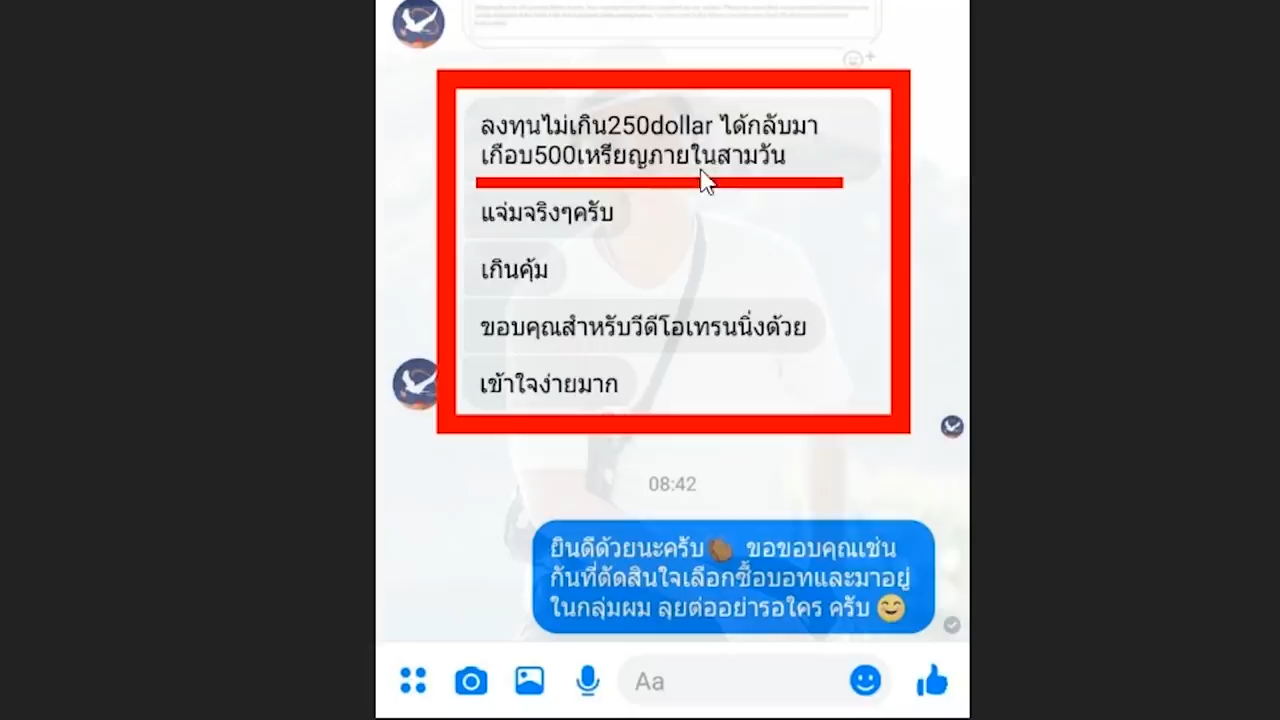 ลงทุนไม่เกิน250dollar ได้กลับมา
เกือบ500เหรียญภายในสามวัน
แจ่มจริงๆครับ
เกินคุ้ม
ขอบคุณสำหรับวีดีโอเทรนนิ่งด้วย
เข้าใจง่ายมาก
08:42
ยินดีด้วยนะครับ👏🏾 ขอขอบคุณเช่น
กันที่ตัดสินใจเลือกซื้อบอทและมาอยู่
ในกลุ่มผม ลุยต่ออย่ารอใคร ครับ😊
Aa